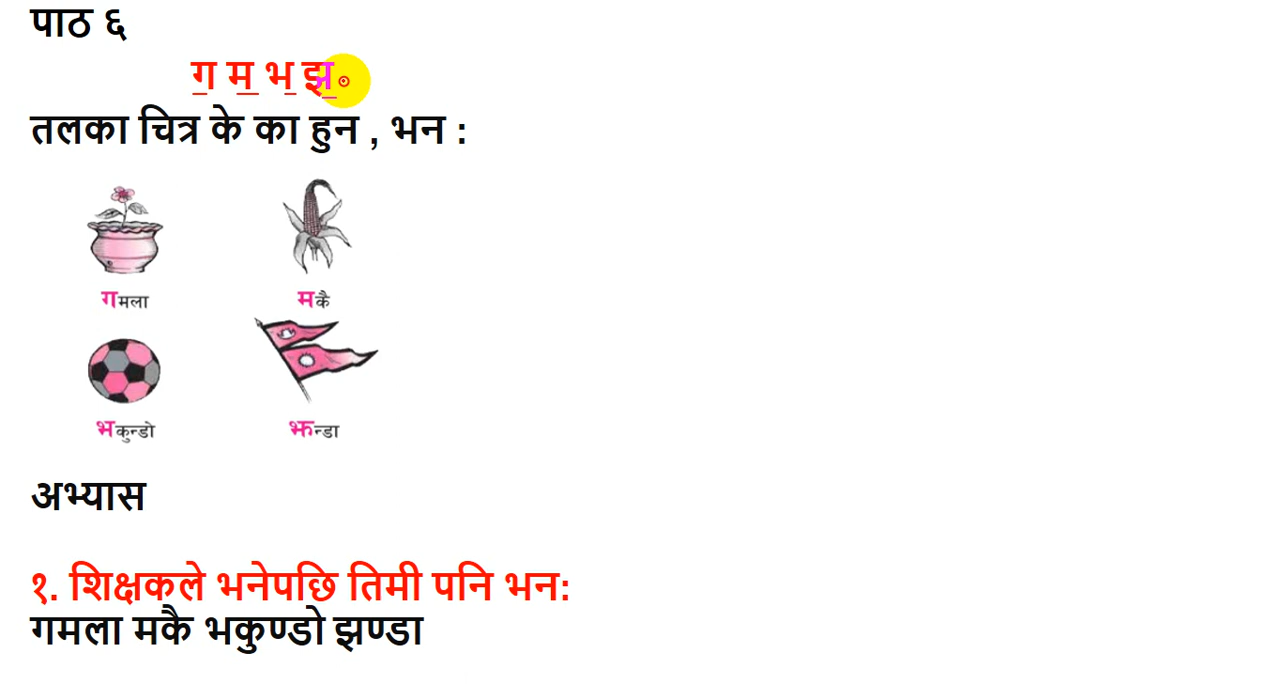 पाठ ६
ग म भ झ
तलका चित्र के का हुन , भन :
गमला मकै
भकुन्डो झन्डा
अभ्यास
१. शिक्षकले भनेपछि तिमी पनि भन:
गमला मकै भकुण्डो झण्डा